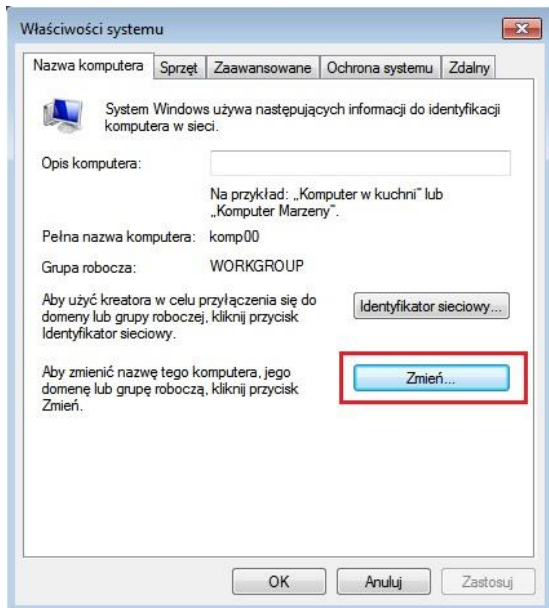 Właściwości systemu
Nazwa komputera Sprzęt Zaawansowane Ochrona systemu Zdalny
System Windows używa następujących informacji do identyfikacji
komputera w sieci.
Opis komputera:
Na przykład: „Komputer w kuchni” lub
„Komputer Marzeny”.
Pełna nazwa komputera: komp00
Grupa robocza: WORKGROUP
Aby użyć kreatora w celu przyłączenia się do
domeny lub grupy roboczej, kliknij przycisk
Identyfikator sieciowy.
Identyfikator sieciowy...
Aby zmienić nazwę tego komputera, jego
domenę lub grupę roboczą, kliknij przycisk
Zmień.
Zmień...
OK Anuluj Zastosuj